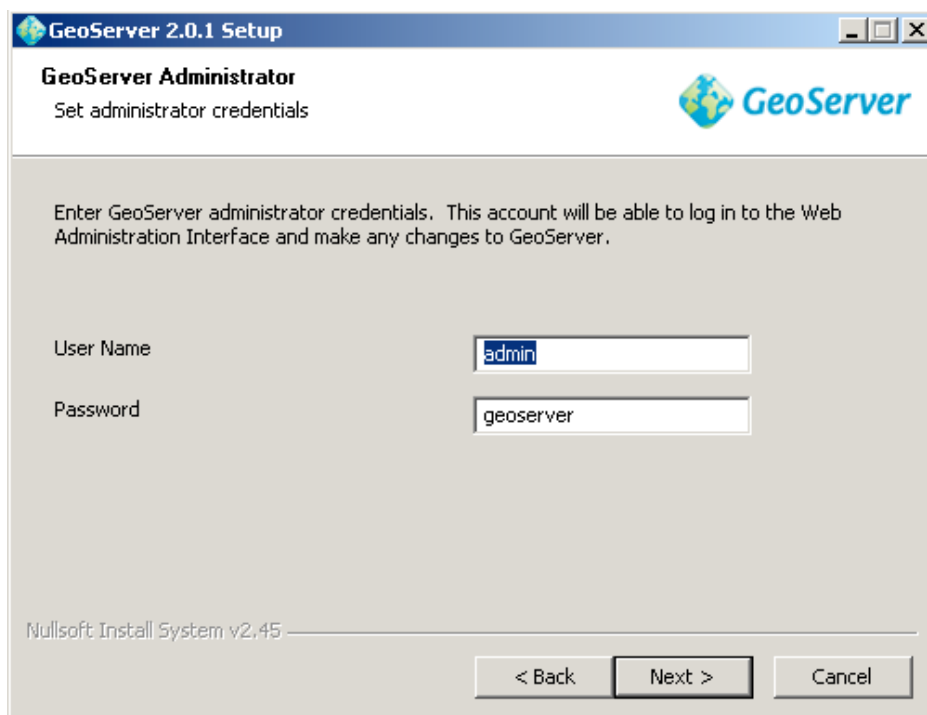 GeoServer 2.0.1 Setup
GeoServer Administrator
Set administrator credentials
GeoServer
Enter GeoServer administrator credentials.  This account will be able to log in to the Web
Administration Interface and make any changes to GeoServer.
User Name
admin
Password
geoserver
Nullsoft Install System v2.45
< Back
Next >
Cancel